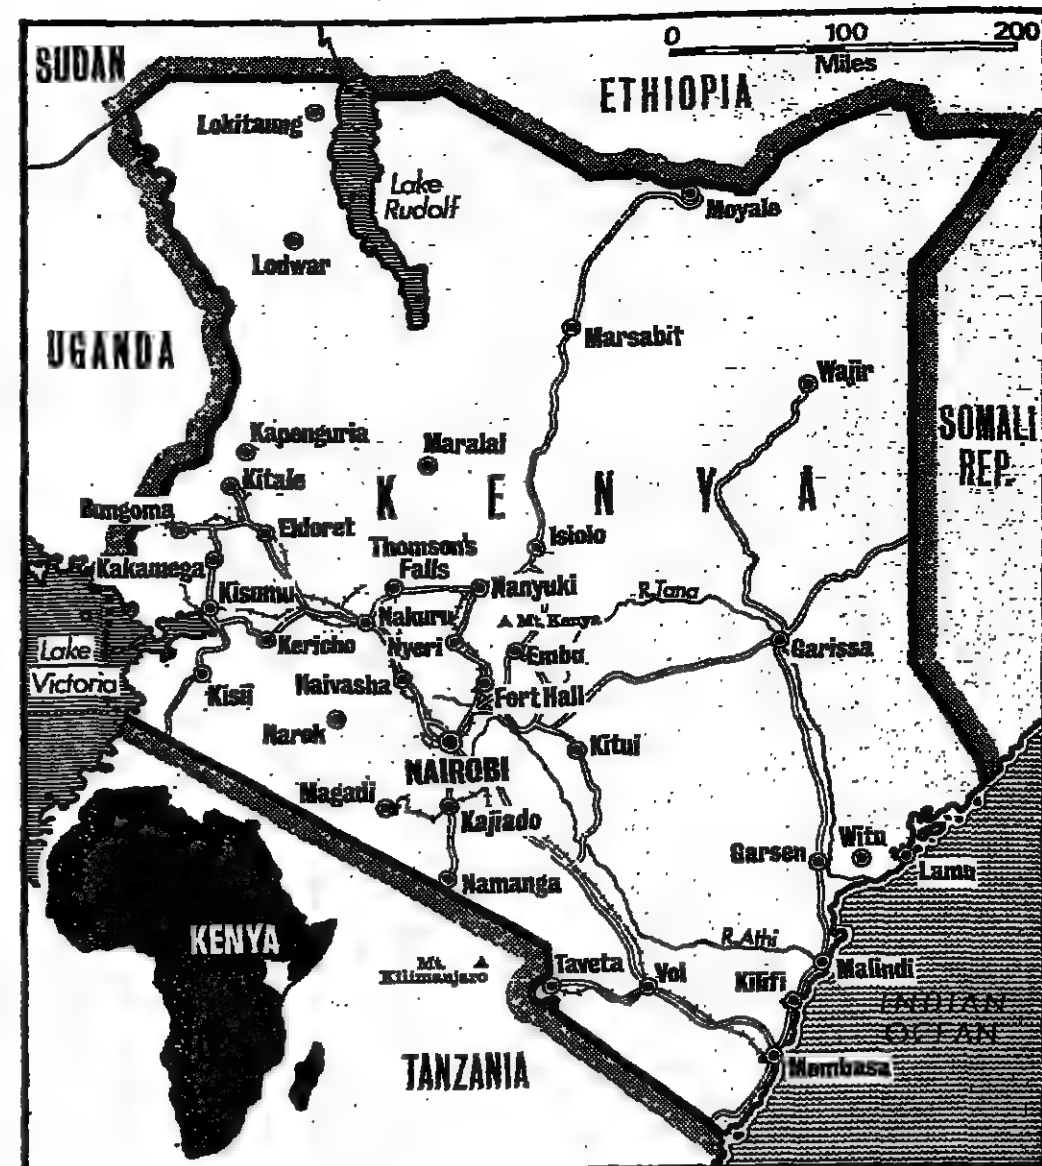 0 100 200
Miles
SUDAN
ETHIOPIA
Lokitaung
Lake
Rudolf
Moyale
Lodwar
UGANDA
Marsabit
Wajir
SOMALI
REP.
Kapenguria
Maralal
Kitale
KENYA
Bungoma
Eldoret
Isiolo
Thomson's
Falls
Kakamega
Kisumu
Nanyuki
R.Tana
Nakuru
Mt. Kenya
Kericho
Nyeri
Embu
Garissa
Lake
Victoria
Kisii
Naivasha
Fort Hall
Narok
Kitui
NAIROBI
Magadi
Kajiado
Witu
Garsen
Lamu
Namanga
KENYA
R.Athi
Mt.
Kilimanjaro
Taveta
Voi
Malindi
Kilifi
INDIAN
OCEAN
TANZANIA
Mombasa